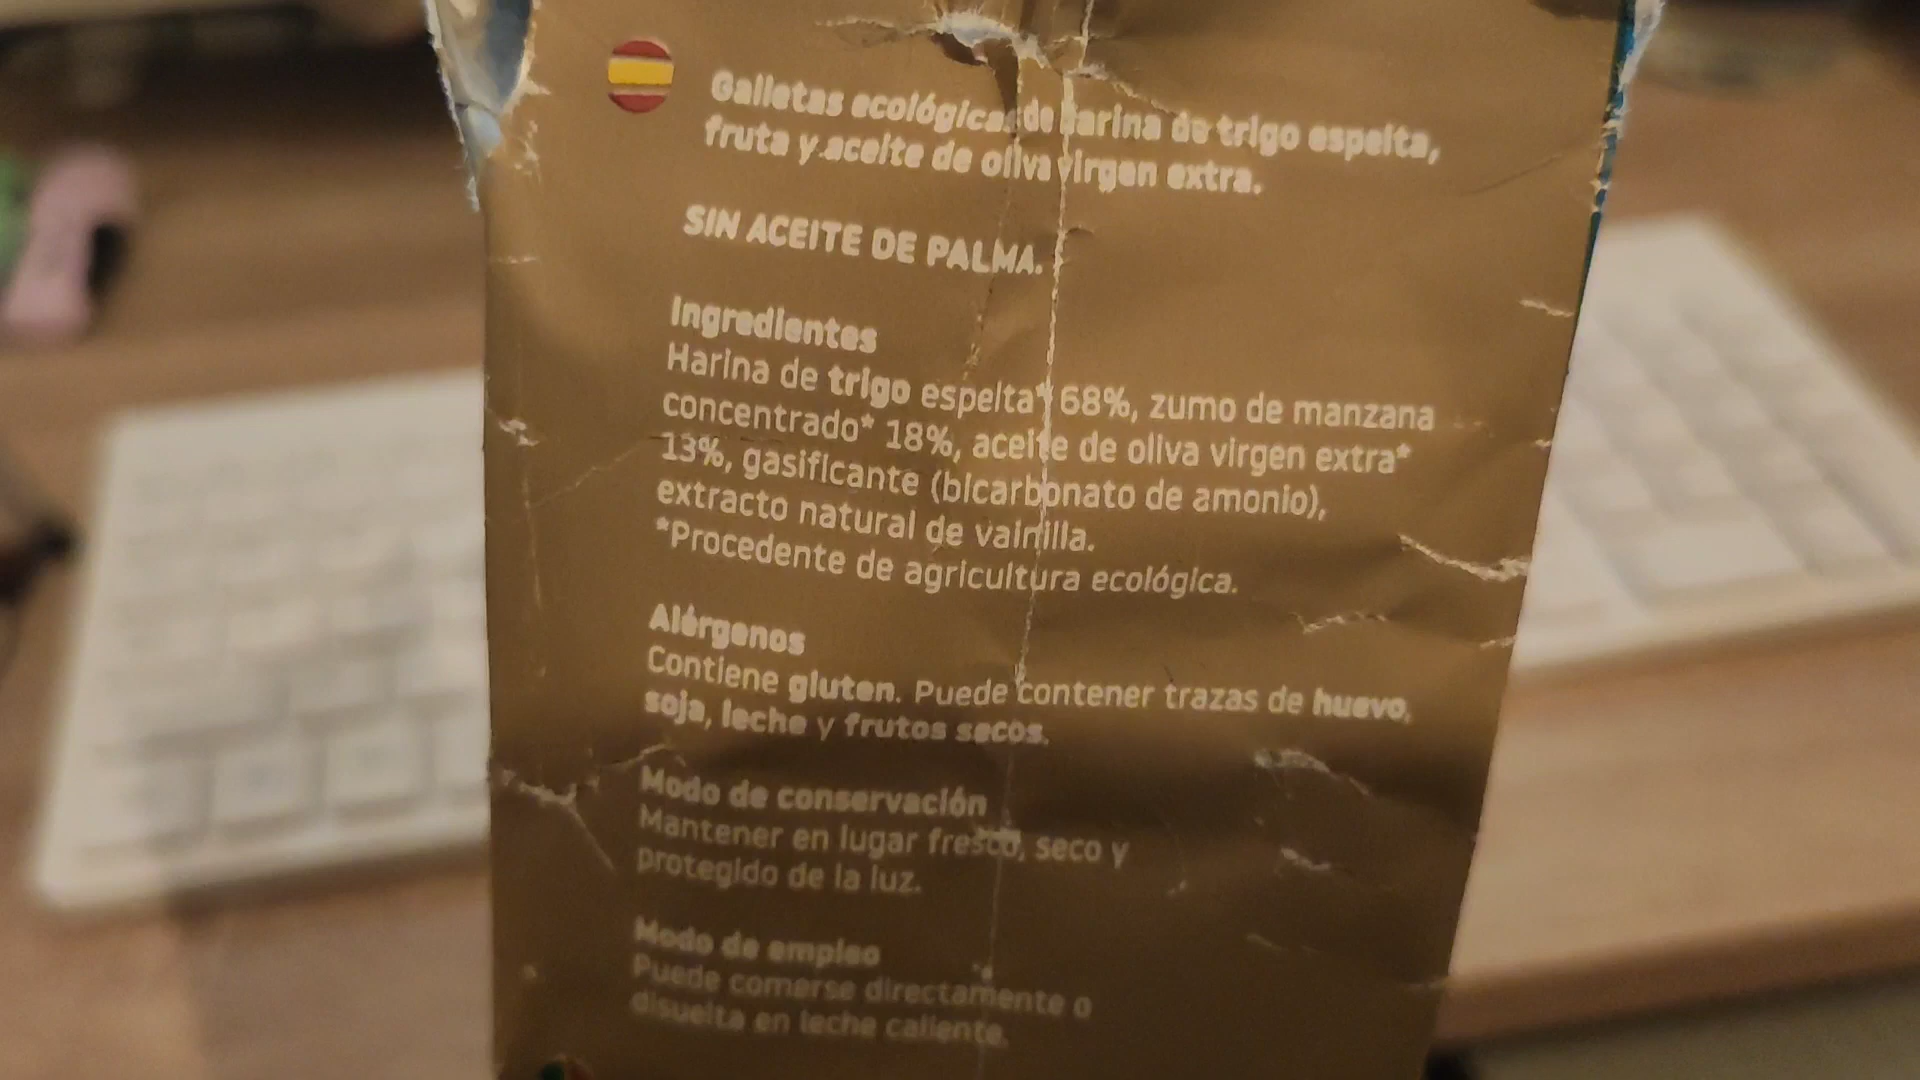 Galletas ecológicas de harina de trigo espelta,
fruta y aceite de oliva virgen extra.
SIN ACEITE DE PALMA.
Ingredientes
Harina de trigo espelta* 68%, zumo de manzana
concentrado* 18%, aceite de oliva virgen extra*
13%, gasificante (bicarbonato de amonio),
extracto natural de vainilla.
*Procedente de agricultura ecológica.
Alérgenos
Contiene gluten. Puede contener trazas de huevo,
soja, leche y frutos secos.
Modo de conservación
Mantener en lugar fresco, seco y
protegido de la luz.
Modo de empleo
Puede comerse directamente o
disuelta en leche caliente.